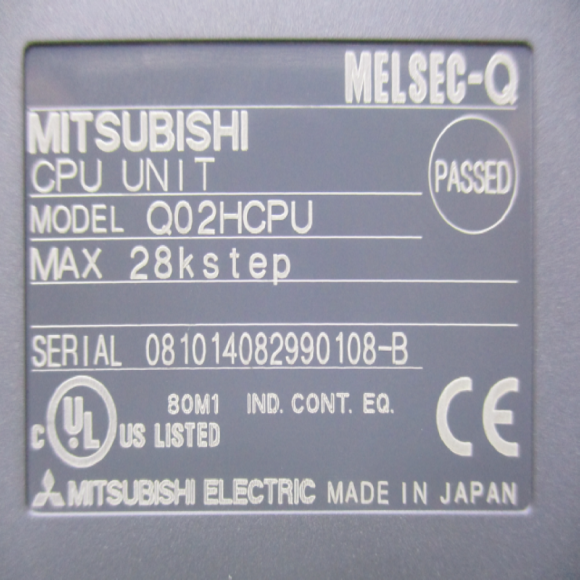 MELSEC-Q
MITSUBISHI
CPU UNIT
PASSED
MODEL Q02HCPU
MAX 28kstep
SERIAL 081014082990108-B
80M1 IND. CONT. EQ.
C UL US LISTED
CE
MITSUBISHI ELECTRIC MADE IN JAPAN